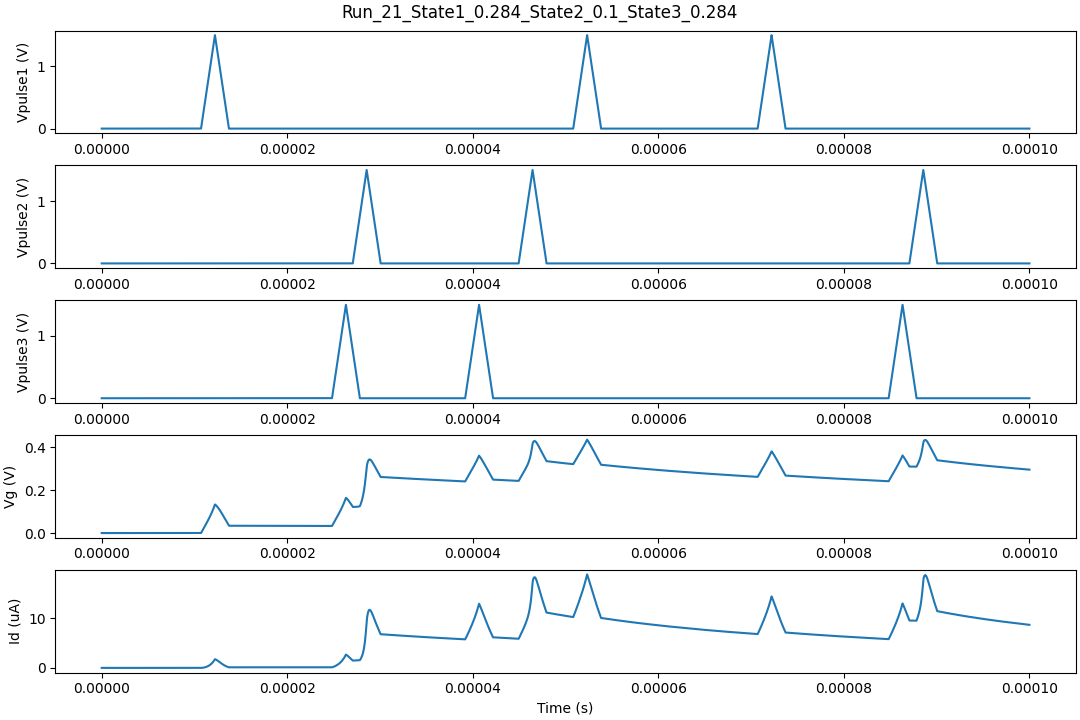 Run_21_State1_0.284_State2_0.1_State3_0.284
Vpulse1 (V)
1
0
0.00000 0.00002 0.00004 0.00006 0.00008 0.00010
Vpulse2 (V)
1
0
0.00000 0.00002 0.00004 0.00006 0.00008 0.00010
Vpulse3 (V)
1
0
0.00000 0.00002 0.00004 0.00006 0.00008 0.00010
Vg (V)
0.4
0.2
0.0
0.00000 0.00002 0.00004 0.00006 0.00008 0.00010
Id (uA)
10
0
0.00000 0.00002 0.00004 0.00006 0.00008 0.00010
Time (s)